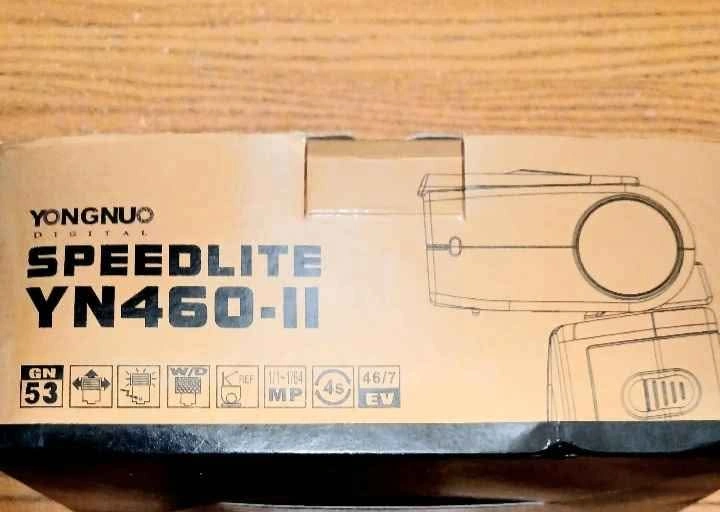 YONGNUO
DIGITAL
SPEEDLITE
YN460-II
GN
53
W/D
REF
1/1~1/64
MP
4s
46/7
EV